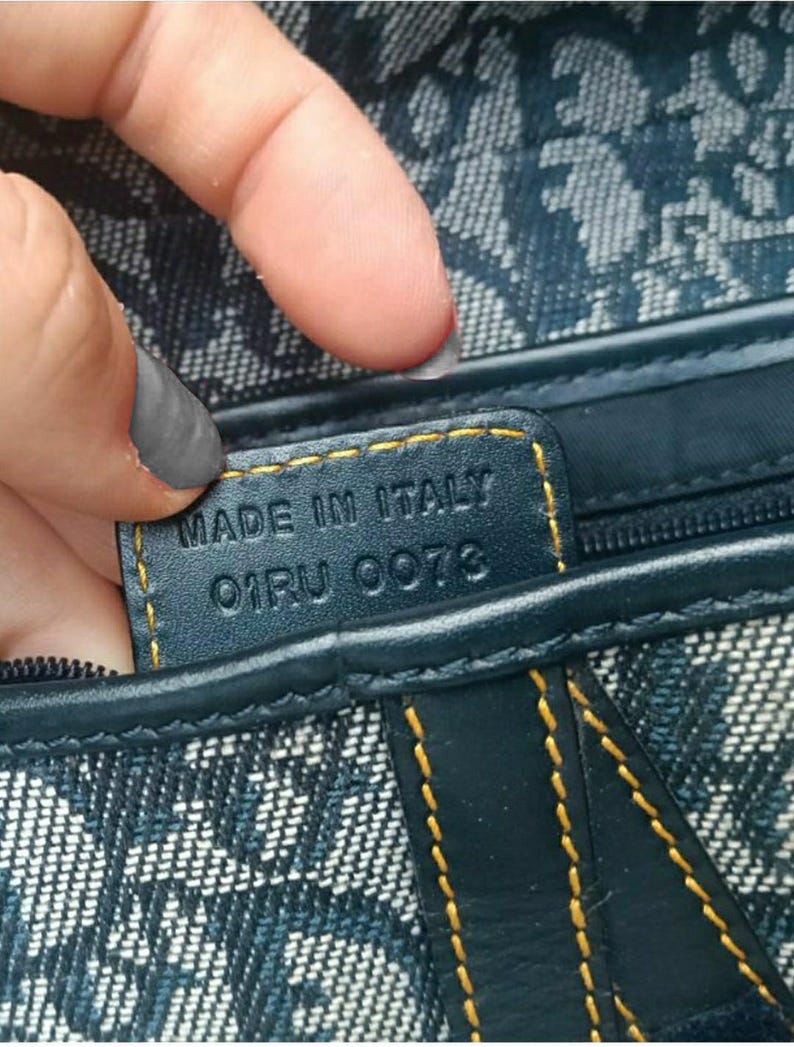 MADE IN ITALY
01RU 0073